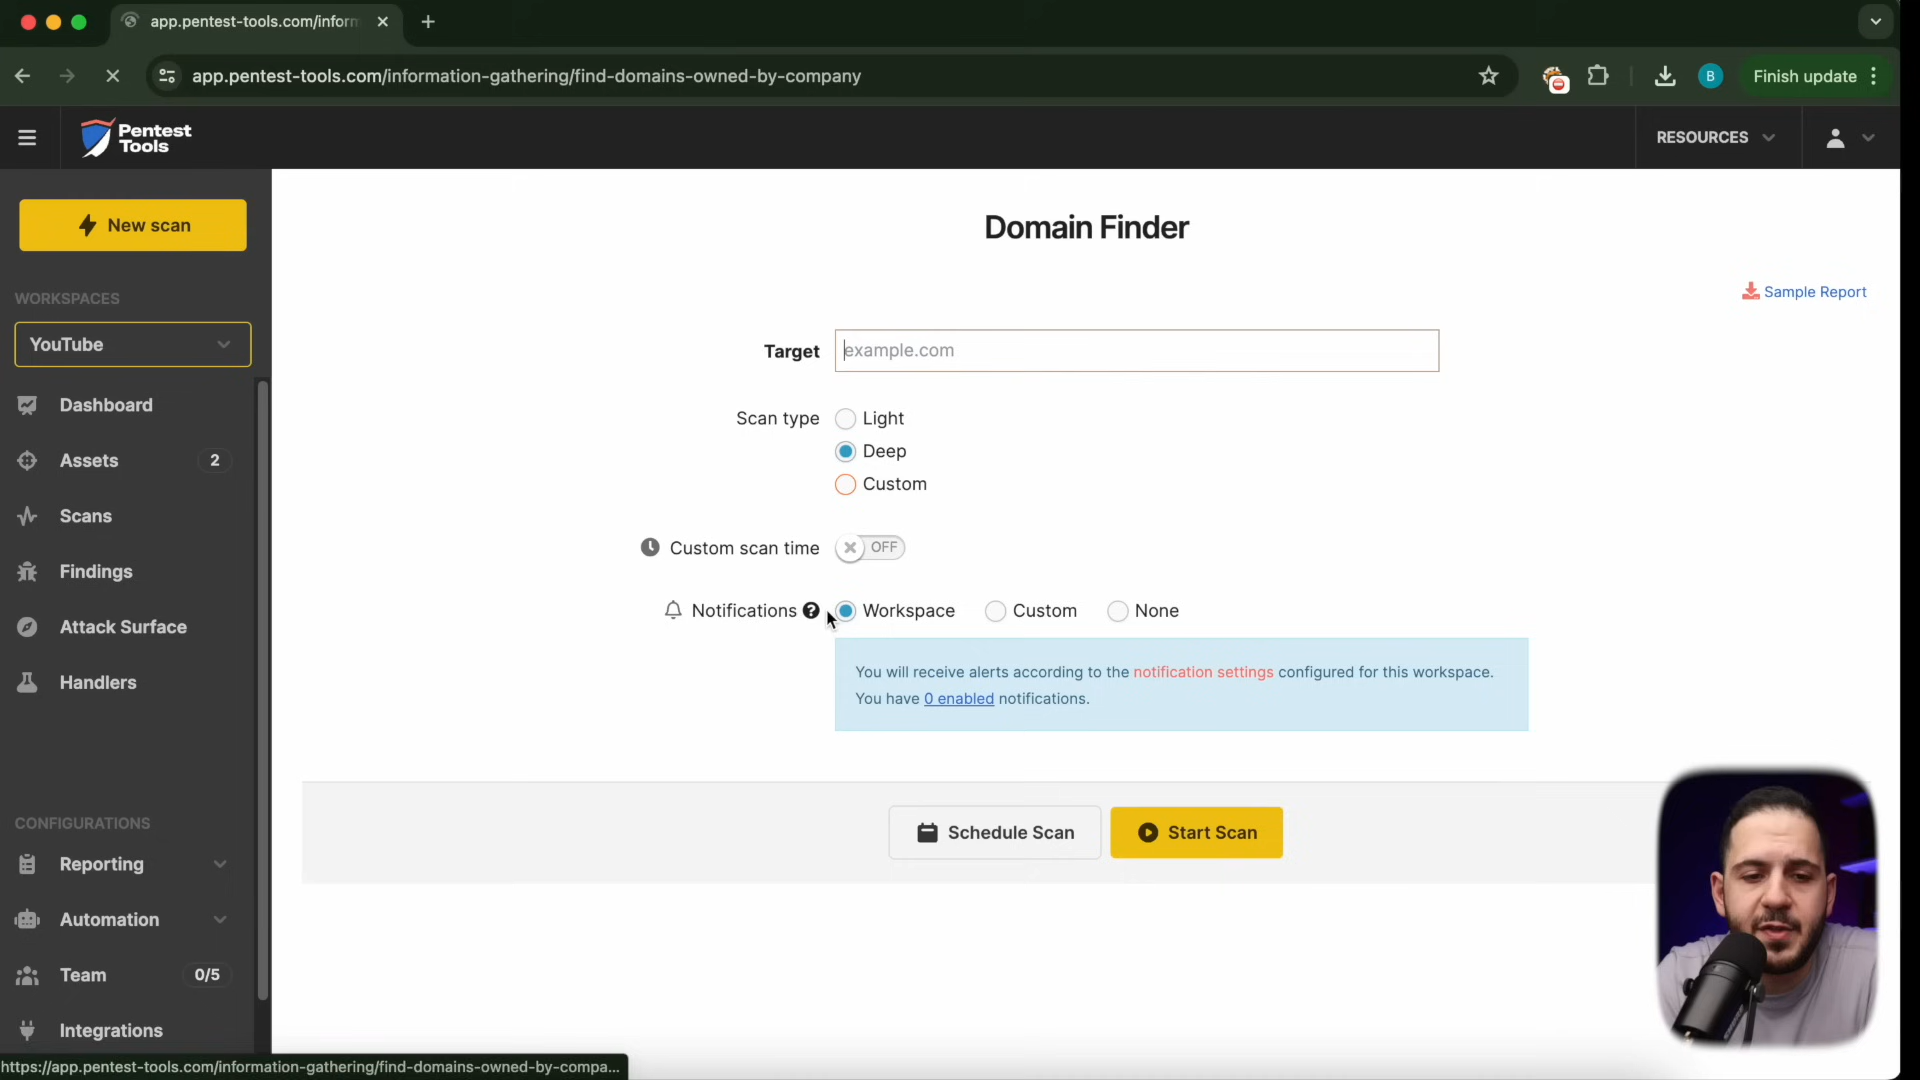 app.pentest-tools.com/inform
app.pentest-tools.com/information-gathering/find-domains-owned-by-company
B
Finish update
Pentest
Tools
RESOURCES
New scan
WORKSPACES
YouTube
Dashboard
Assets 2
Scans
Findings
Attack Surface
Handlers
CONFIGURATIONS
Reporting
Automation
Team 0/5
Integrations
Domain Finder
Sample Report
Target example.com
Scan type Light
Deep
Custom
Custom scan time OFF
Notifications ? Workspace Custom None
You will receive alerts according to the notification settings configured for this workspace.
You have 0 enabled notifications.
Schedule Scan Start Scan
https://app.pentest-tools.com/information-gathering/find-domains-owned-by-compa...